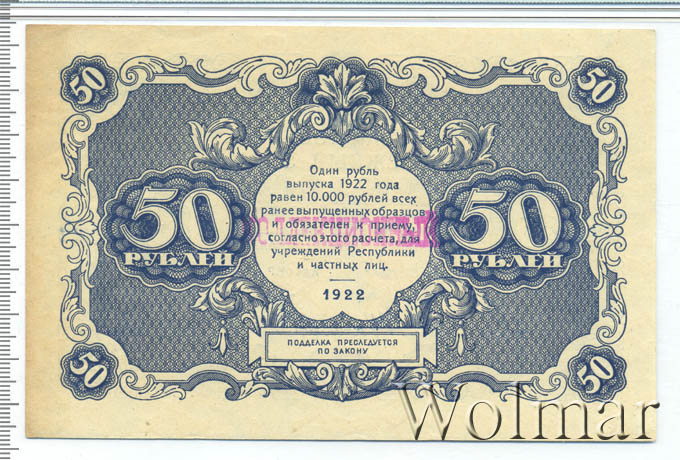 50 50
Один рубль
выпуска 1922 года
равен 10.000 рублей всех
ранее выпущенных образцов
и обязателен к приему,
согласно этого расчета, для
учреждений Республики
и частных лиц.
1922
50 РУБЛЕЙ
50 РУБЛЕЙ
ПОДДЕЛКА ПРЕСЛЕДУЕТСЯ
ПО ЗАКОНУ
50 50
Wolmar